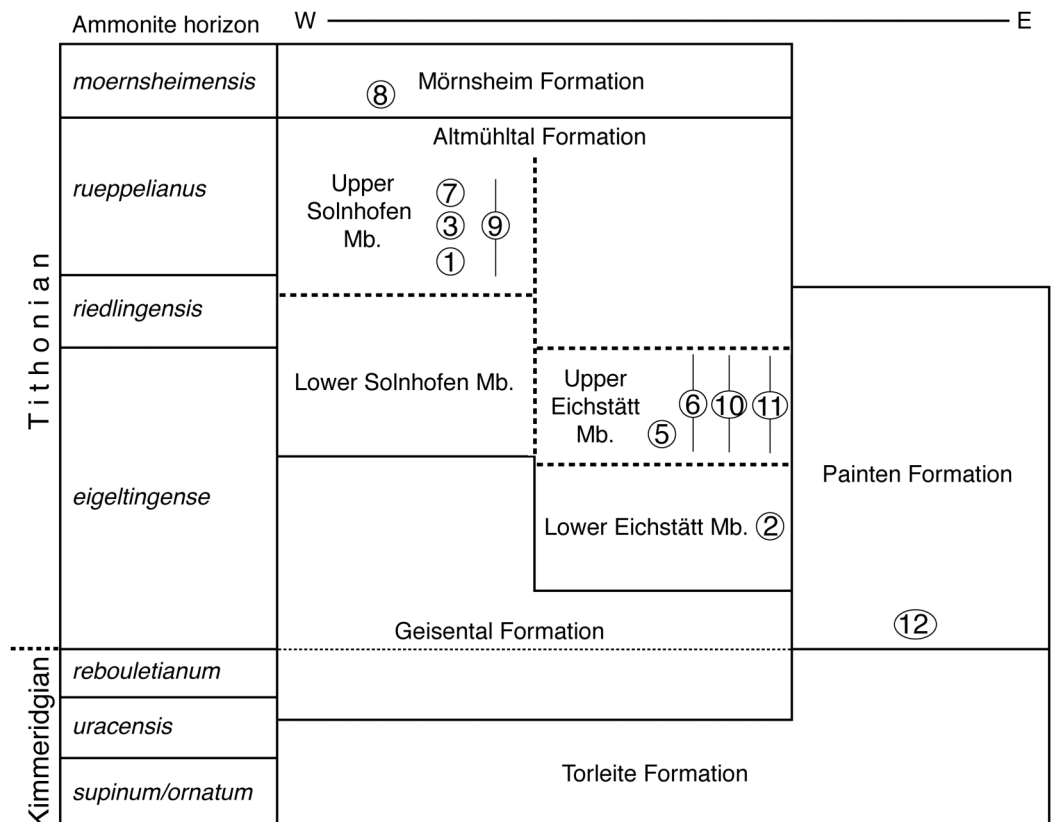 Ammonite horizon
W
E
Tithonian
Kimmeridgian
moernsheimensis
rueppelianus
riedlingensis
eigeltingense
rebouletianum
uracensis
supinum/ornatum
Mörnsheim Formation
8
Altmühltal Formation
Upper
Solnhofen
Mb.
7
3
9
1
Lower Solnhofen Mb.
Upper
Eichstätt
Mb.
5
6
10
11
Lower Eichstätt Mb.
2
Painten Formation
12
Geisental Formation
Torleite Formation